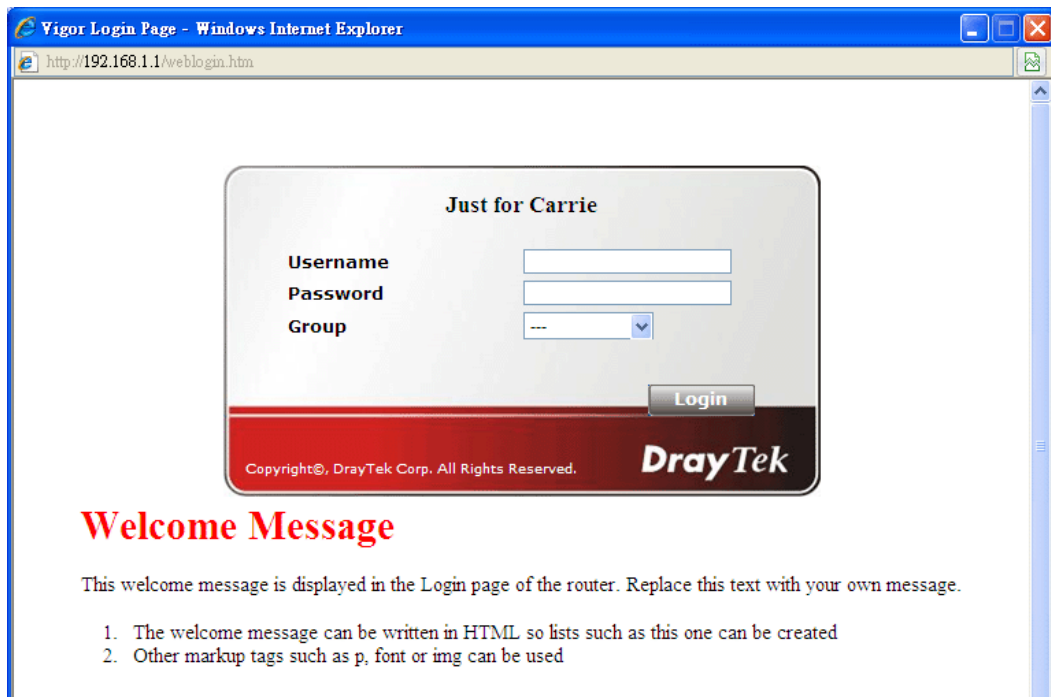 Vigor Login Page - Windows Internet Explorer
http://192.168.1.1/weblogin.htm
Just for Carrie
Username
Password
Group
---
Login
Copyright©, DrayTek Corp. All Rights Reserved.
DrayTek
Welcome Message
This welcome message is displayed in the Login page of the router. Replace this text with your own message.
1. The welcome message can be written in HTML so lists such as this one can be created
2. Other markup tags such as p, font or img can be used